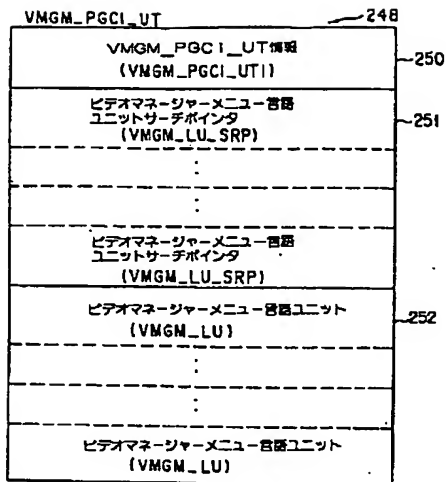 VMGM_PGCI_UT
248
VMGM_PGCI_UT情報
(VMGM_PGCI_UTI)
250
ビデオマネージャーメニュー言語
ユニットサーチポインタ
(VMGM_LU_SRP)
251
ビデオマネージャーメニュー言語
ユニットサーチポインタ
(VMGM_LU_SRP)
ビデオマネージャーメニュー言語ユニット
(VMGM_LU)
252
ビデオマネージャーメニュー言語ユニット
(VMGM_LU)